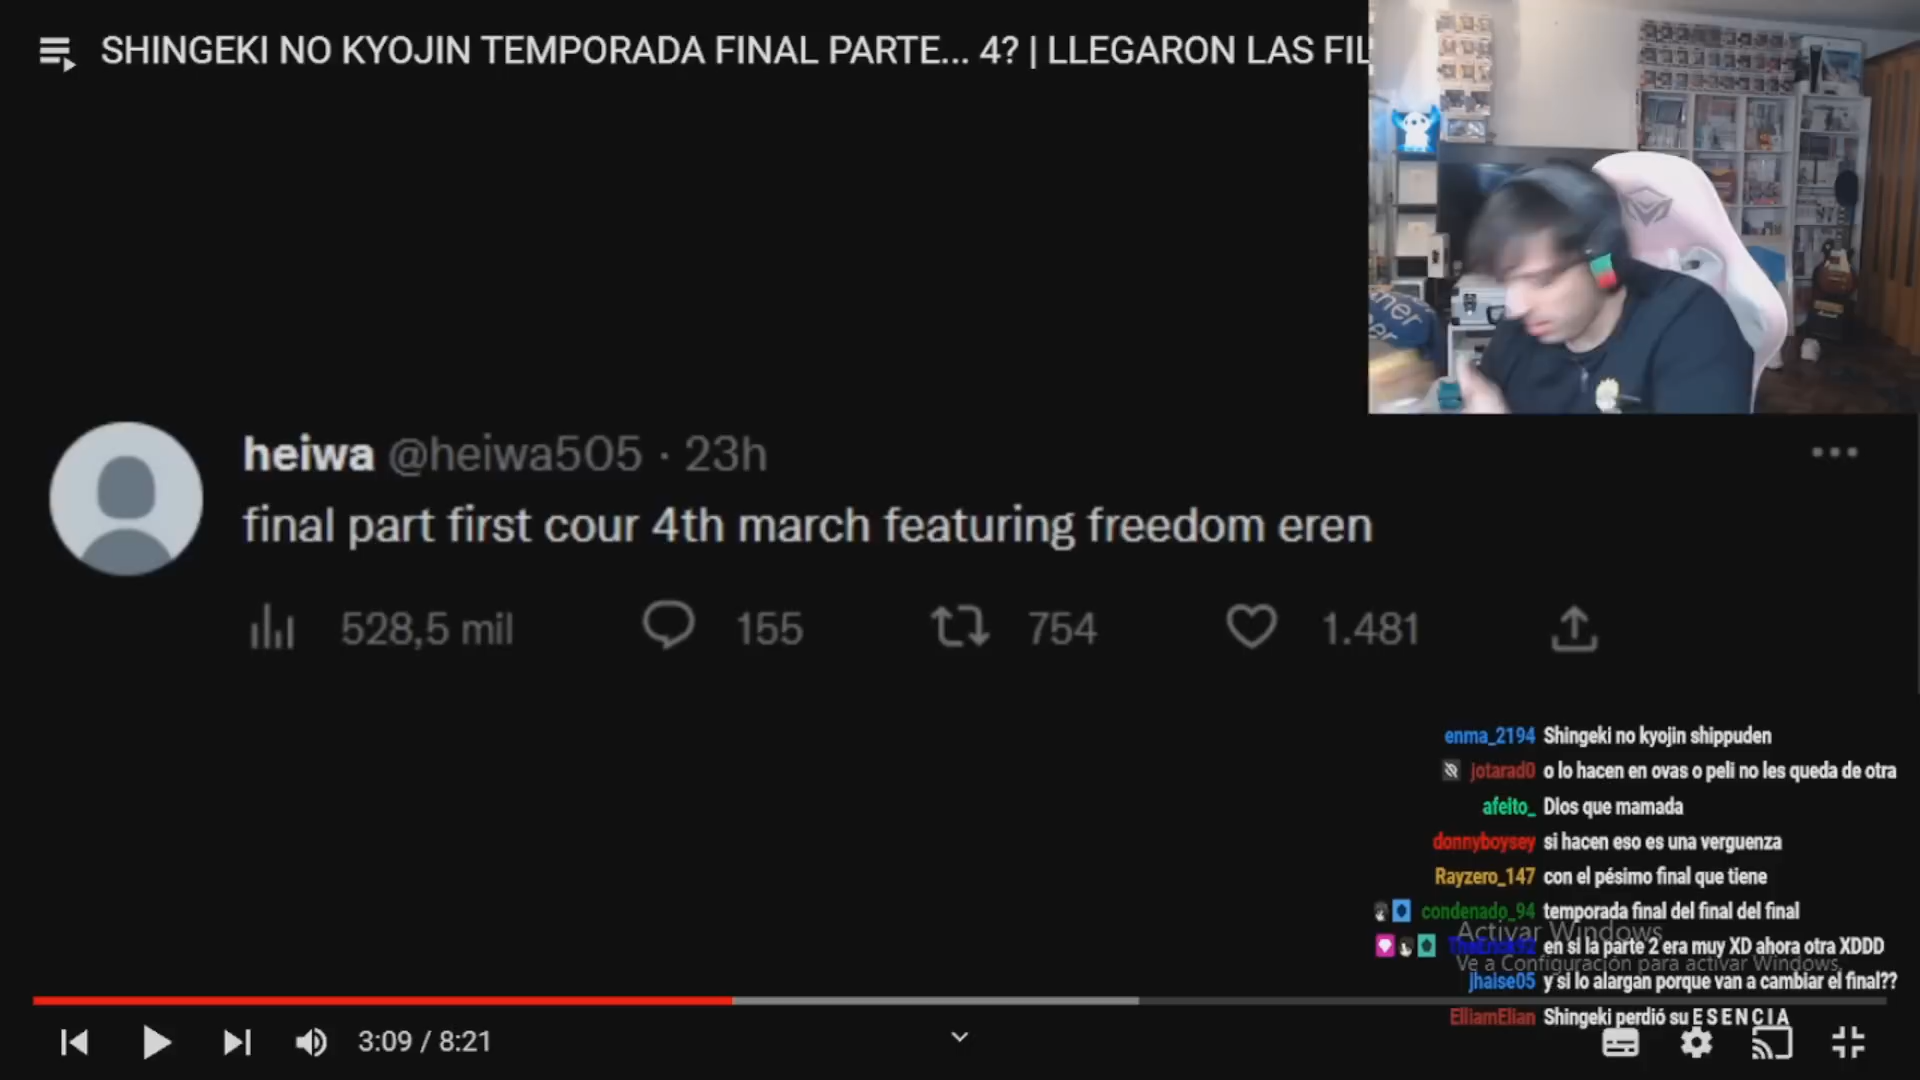 SHINGEKI NO KYOJIN TEMPORADA FINAL PARTE... 4? | LLEGARON LAS FIL
heiwa @heiwa505 · 23h
final part first cour 4th march featuring freedom eren
528,5 mil 155 754 1.481
enma_2194 Shingeki no kyojin shippuden
jotarad0 o lo hacen en ovas o peli no les queda de otra
afeito_ Dios que mamada
donnyboysey si hacen eso es una verguenza
Rayzero_147 con el pésimo final que tiene
condenado_94 temporada final del final del final
Activar Windows
TheErick92 en si la parte 2 era muy XD ahora otra XDDD
Ve a Configuración para activar Windows.
jhaise05 y si lo alargan porque van a cambiar el final??
ElliamElian Shingeki perdió su E S E N C I A
3:09 / 8:21